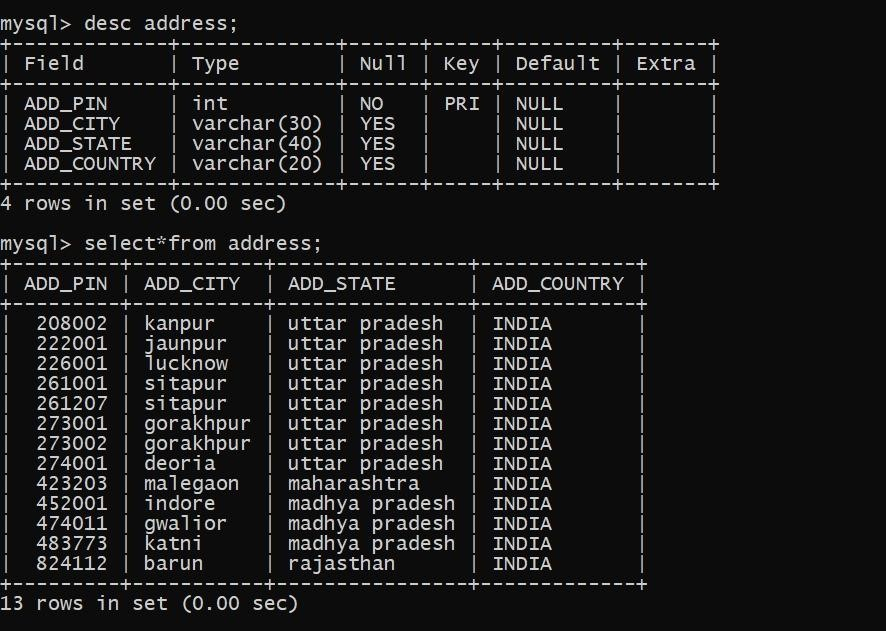 mysql> desc address;
+-------------+-------------+------+-----+---------+-------+
| Field       | Type        | Null | Key | Default | Extra |
+-------------+-------------+------+-----+---------+-------+
| ADD_PIN     | int         | NO   | PRI | NULL    |       |
| ADD_CITY    | varchar(30) | YES  |     | NULL    |       |
| ADD_STATE   | varchar(40) | YES  |     | NULL    |       |
| ADD_COUNTRY | varchar(20) | YES  |     | NULL    |       |
+-------------+-------------+------+-----+---------+-------+
4 rows in set (0.00 sec)
mysql> select*from address;
+---------+-----------+----------------+-------------+
| ADD_PIN | ADD_CITY  | ADD_STATE      | ADD_COUNTRY |
+---------+-----------+----------------+-------------+
|  208002 | kanpur    | uttar pradesh  | INDIA       |
|  222001 | jaunpur   | uttar pradesh  | INDIA       |
|  226001 | lucknow   | uttar pradesh  | INDIA       |
|  261001 | sitapur   | uttar pradesh  | INDIA       |
|  261207 | sitapur   | uttar pradesh  | INDIA       |
|  273001 | gorakhpur | uttar pradesh  | INDIA       |
|  273002 | gorakhpur | uttar pradesh  | INDIA       |
|  274001 | deoria    | uttar pradesh  | INDIA       |
|  423203 | malegaon  | maharashtra    | INDIA       |
|  452001 | indore    | madhya pradesh | INDIA       |
|  474011 | gwalior   | madhya pradesh | INDIA       |
|  483773 | katni     | madhya pradesh | INDIA       |
|  824112 | barun     | rajasthan      | INDIA       |
+---------+-----------+----------------+-------------+
13 rows in set (0.00 sec)